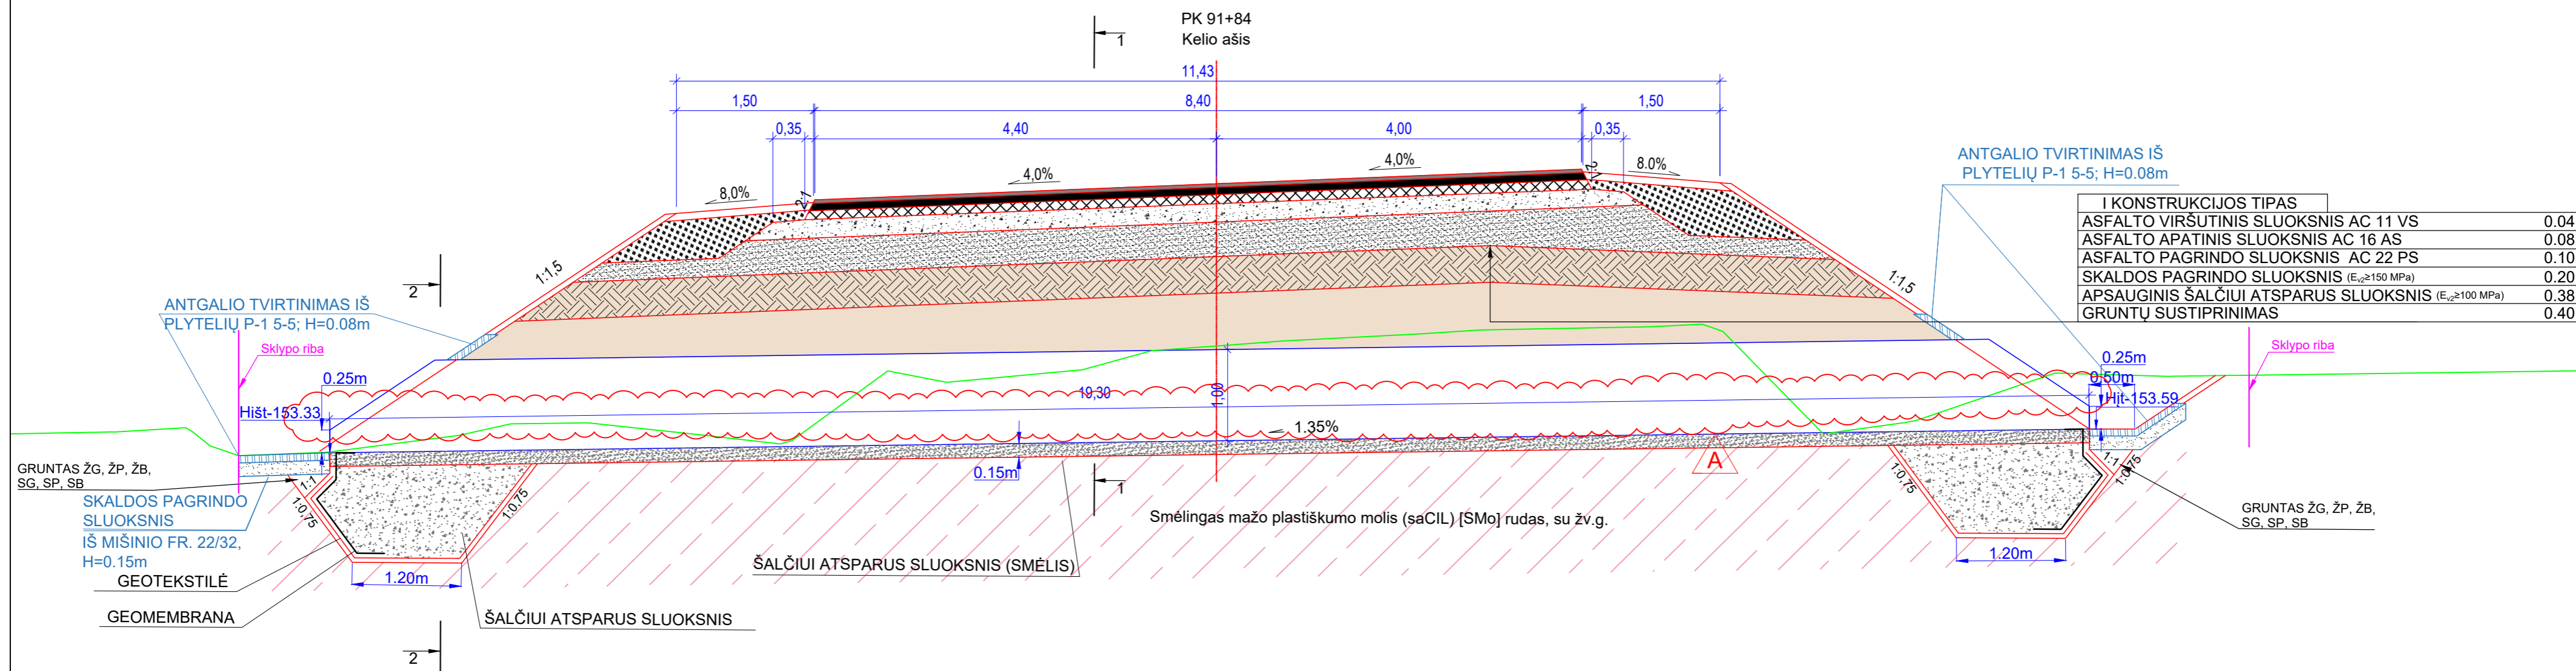 PK 91+84
Kelio ašis
1
11,43
1,50
8,40
1,50
0,35
4,40
4,00
0,35
8,0%
2:1
4,0%
4,0%
2:1
8.0%
1:1,5
1:1,5
2
ANTGALIO TVIRTINIMAS IŠ
PLYTELIŲ P-1 5-5; H=0.08m
ANTGALIO TVIRTINIMAS IŠ
PLYTELIŲ P-1 5-5; H=0.08m
I KONSTRUKCIJOS TIPAS
ASFALTO VIRŠUTINIS SLUOKSNIS AC 11 VS 0.04
ASFALTO APATINIS SLUOKSNIS AC 16 AS 0.08
ASFALTO PAGRINDO SLUOKSNIS AC 22 PS 0.10
SKALDOS PAGRINDO SLUOKSNIS (Ev2≥150 MPa) 0.20
APSAUGINIS ŠALČIUI ATSPARUS SLUOKSNIS (Ev2≥100 MPa) 0.38
GRUNTŲ SUSTIPRINIMAS 0.40
Sklypo riba
Sklypo riba
0.25m
0.25m
0.50m
Hišt-153.33
Hįt-153.59
19,30
1,00
1.35%
0.15m
1
A
GRUNTAS ŽG, ŽP, ŽB,
SG, SP, SB
SKALDOS PAGRINDO
SLUOKSNIS
IŠ MIŠINIO FR. 22/32,
H=0.15m
1:1
1:0,75
1:0,75
1:0,75
1:1
1:0,75
GRUNTAS ŽG, ŽP, ŽB,
SG, SP, SB
Smėlingas mažo plastiškumo molis (saCIL) [SMo] rudas, su žv.g.
GEOTEKSTILĖ
1.20m
1.20m
ŠALČIUI ATSPARUS SLUOKSNIS (SMĖLIS)
GEOMEMBRANA
ŠALČIUI ATSPARUS SLUOKSNIS
2